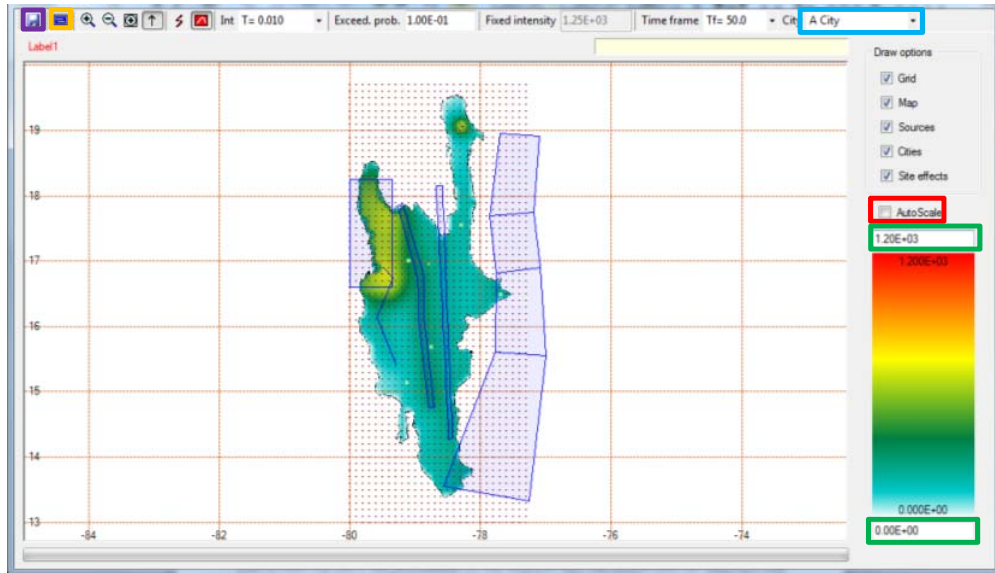 Int T= 0.010 Exceed. prob. 1.00E-01 Fixed intensity 1.25E+03 Time frame Tf= 50.0 City A City
Label1
Draw options
Grid
Map
Sources
Cities
Site effects
AutoScale
1.20E+03
1.200E+03
0.000E+00
0.00E+00
19
18
17
16
15
14
13
-84 -82 -80 -78 -76 -74